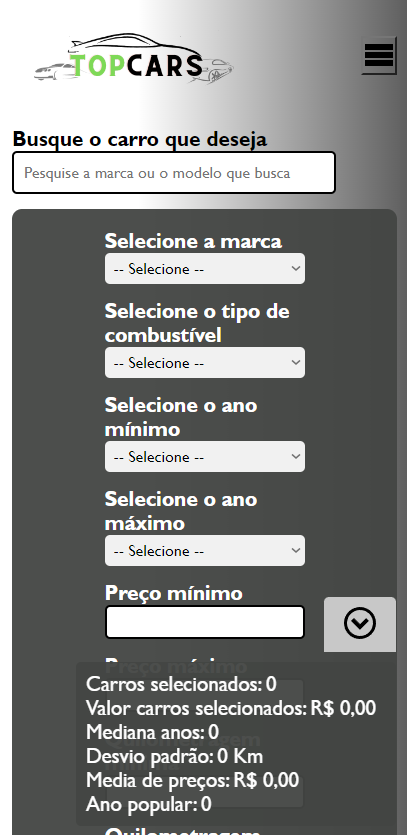 TOPCARS
Busque o carro que deseja
Pesquise a marca ou o modelo que busca
Selecione a marca
-- Selecione --
Selecione o tipo de
combustível
-- Selecione --
Selecione o ano
mínimo
-- Selecione --
Selecione o ano
máximo
-- Selecione --
Preço mínimo
Preço máximo
Carros selecionados: 0
Valor carros selecionados: R$ 0,00
Mediana anos: 0
Quilometragem
Desvio padrão: 0 Km
Media de preços: R$ 0,00
Ano popular: 0
Quilometragem